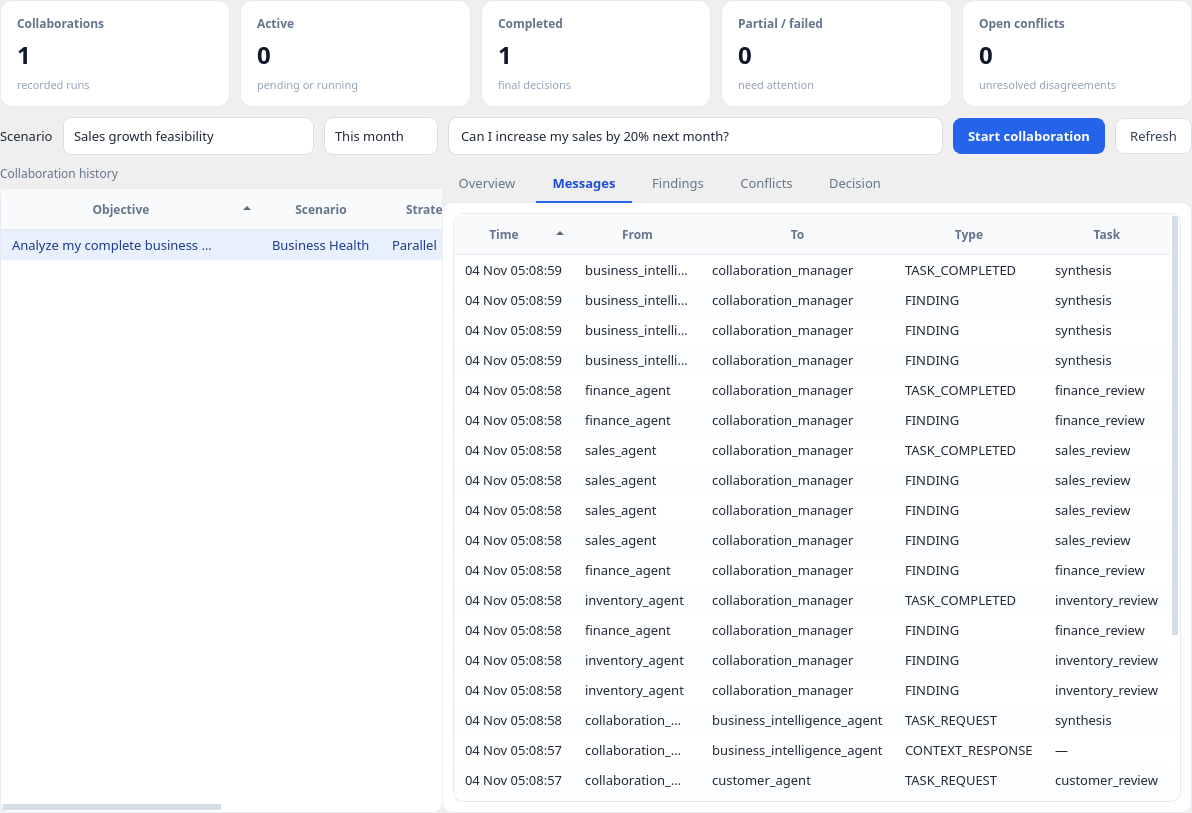 Collaborations Active Completed Partial / failed Open conflicts
1 0 1 0 0
recorded runs pending or running final decisions need attention unresolved disagreements
Scenario Sales growth feasibility This month Can I increase my sales by 20% next month? Start collaboration Refresh
Collaboration history
Objective Scenario Strate
Analyze my complete business ... Business Health Parallel
Overview Messages Findings Conflicts Decision
Time From To Type Task
04 Nov 05:08:59 business_intelli... collaboration_manager TASK_COMPLETED synthesis
04 Nov 05:08:59 business_intelli... collaboration_manager FINDING synthesis
04 Nov 05:08:59 business_intelli... collaboration_manager FINDING synthesis
04 Nov 05:08:59 business_intelli... collaboration_manager FINDING synthesis
04 Nov 05:08:58 finance_agent collaboration_manager TASK_COMPLETED finance_review
04 Nov 05:08:58 finance_agent collaboration_manager FINDING finance_review
04 Nov 05:08:58 sales_agent collaboration_manager TASK_COMPLETED sales_review
04 Nov 05:08:58 sales_agent collaboration_manager FINDING sales_review
04 Nov 05:08:58 sales_agent collaboration_manager FINDING sales_review
04 Nov 05:08:58 sales_agent collaboration_manager FINDING sales_review
04 Nov 05:08:58 finance_agent collaboration_manager FINDING finance_review
04 Nov 05:08:58 inventory_agent collaboration_manager TASK_COMPLETED inventory_review
04 Nov 05:08:58 finance_agent collaboration_manager FINDING finance_review
04 Nov 05:08:58 inventory_agent collaboration_manager FINDING inventory_review
04 Nov 05:08:58 inventory_agent collaboration_manager FINDING inventory_review
04 Nov 05:08:58 collaboration_... business_intelligence_agent TASK_REQUEST synthesis
04 Nov 05:08:57 collaboration_... business_intelligence_agent CONTEXT_RESPONSE —
04 Nov 05:08:57 collaboration_... customer_agent TASK_REQUEST customer_review